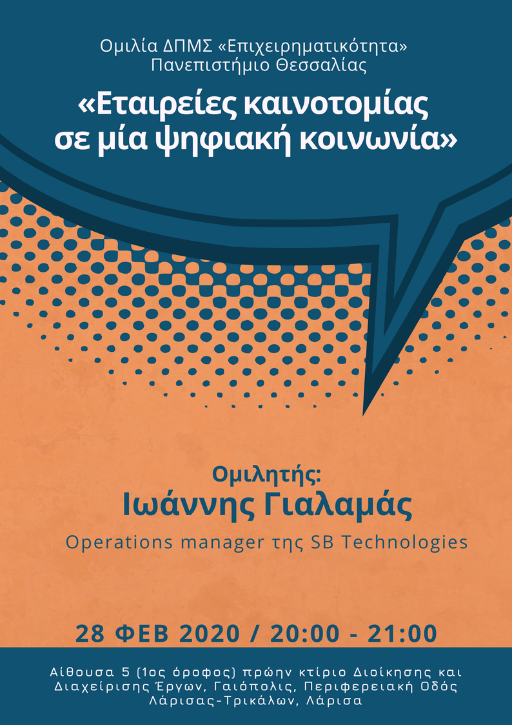 Ομιλία ΔΠΜΣ «Επιχειρηματικότητα»
Πανεπιστήμιο Θεσσαλίας
«Εταιρείες καινοτομίας
σε μία ψηφιακή κοινωνία»
Ομιλητής:
Ιωάννης Γιαλαμάς
Operations manager της SB Technologies
28 ΦΕΒ 2020 / 20:00 - 21:00
Αίθουσα 5 (1ος όροφος) πρώην κτίριο Διοίκησης και
Διαχείρισης Έργων, Γαιόπολις, Περιφερειακή Οδός
Λάρισας-Τρικάλων, Λάρισα